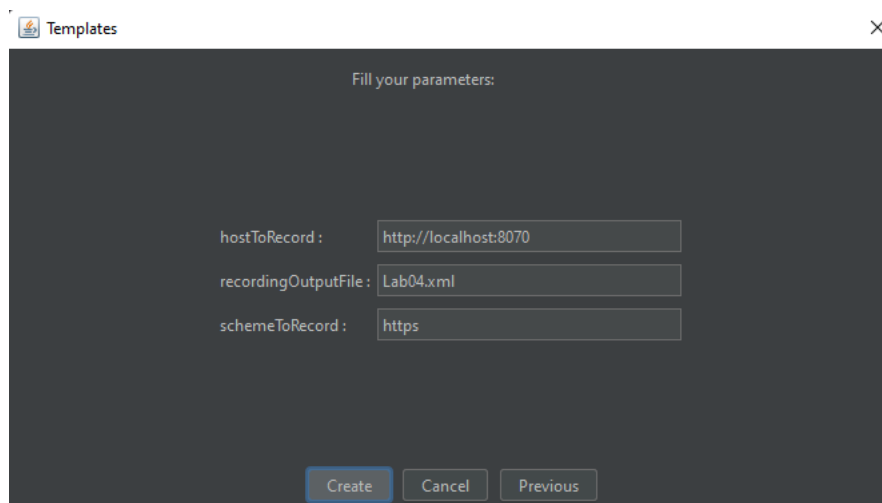 Templates
Fill your parameters:
hostToRecord : http://localhost:8070
recordingOutputFile : Lab04.xml
schemeToRecord : https
Create Cancel Previous